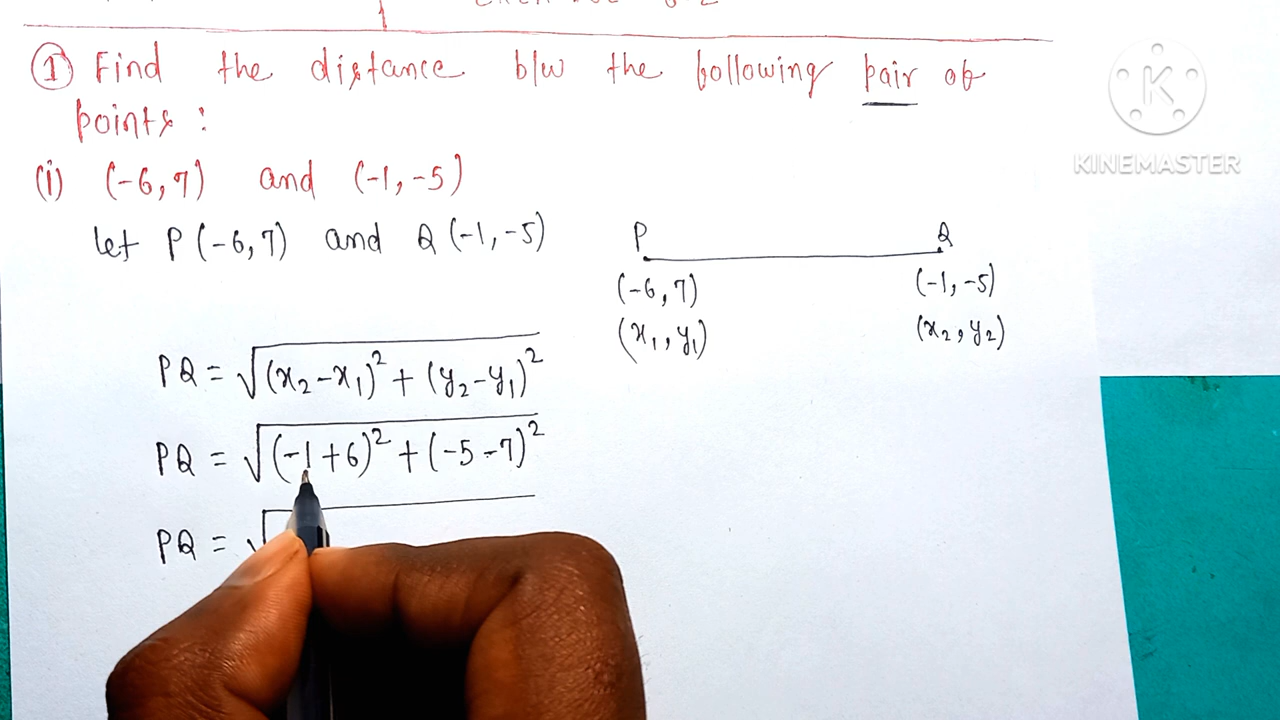 ① Find the distance b/w the following pair of
points :
(i) (-6,7) and (-1,-5)
let P(-6,7) and Q(-1,-5)
P Q
(-6,7) (-1,-5)
(x₁,y₁) (x₂,y₂)
PQ = √(x₂-x₁)² + (y₂-y₁)²
PQ = √(-1+6)² + (-5-7)²
PQ = √
K
KINEMASTER